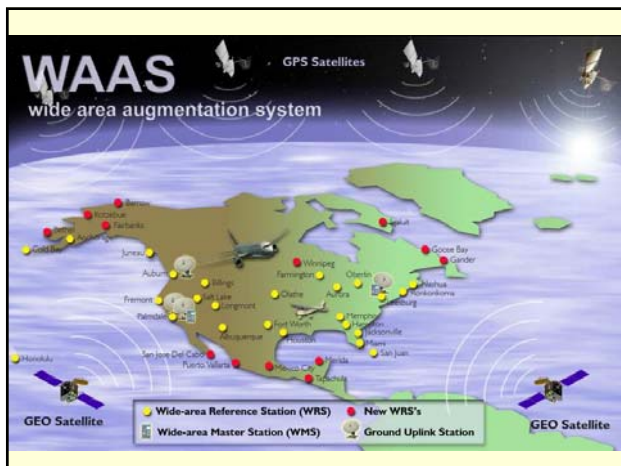 WAAS
GPS Satellites
wide area augmentation system
Barrow
Kotzebue
Bethel
Fairbanks
Cold Bay
Juneau
Iqaluit
Goose Bay
Gander
Winnipeg
Auburn
Billings
Farmington
Oberlin
Nashua
Ronkonkoma
Fremont
Salt Lake
Longmont
Olathe
Aurora
Leesburg
Palmdale
Memphis
Hampton
Albuquerque
Fort Worth
Jacksonville
Houston
Miami
San Juan
Honolulu
San Jose Del Cabo
Puerto Vallarta
Mexico City
Merida
Tapachula
GEO Satellite
Wide-area Reference Station (WRS)
New WRS's
Wide-area Master Station (WMS)
Ground Uplink Station
GEO Satellite